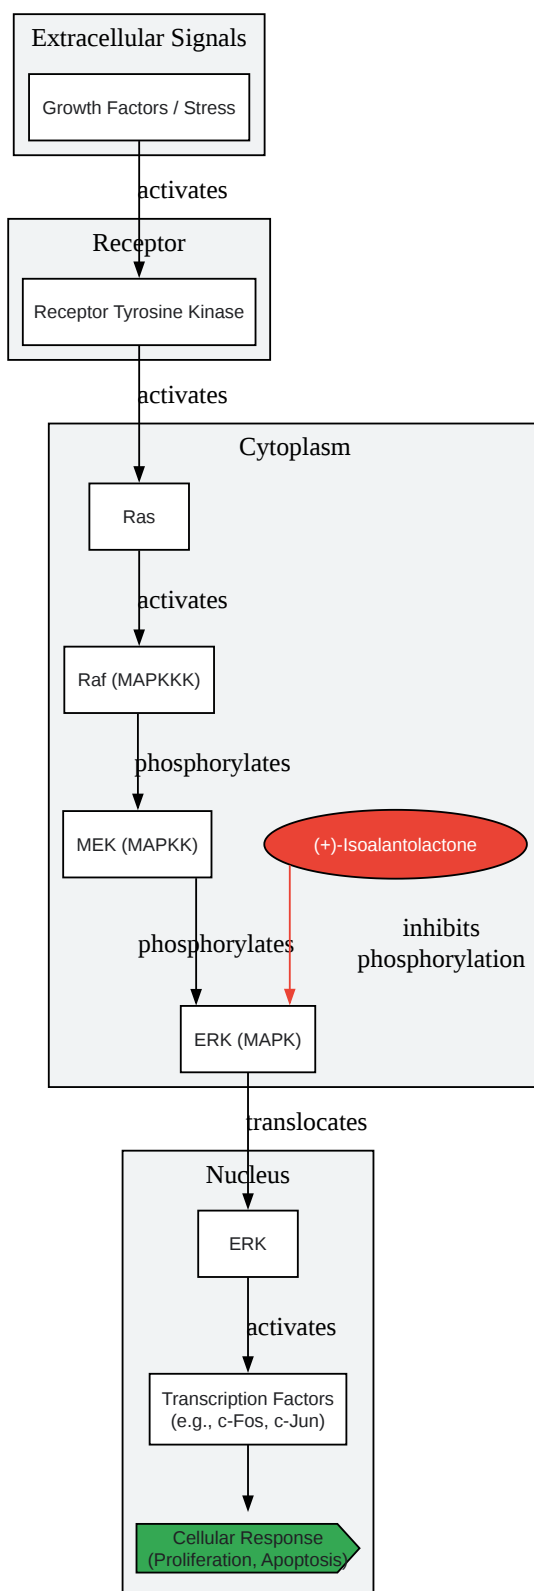 Extracellular Signals
Growth Factors / Stress
activates
Receptor
Receptor Tyrosine Kinase
activates
Cytoplasm
Ras
activates
Raf (MAPKKK)
phosphorylates
MEK (MAPKK)
(+)-Isoalantolactone
phosphorylates
inhibits
phosphorylation
ERK (MAPK)
translocates
Nucleus
ERK
activates
Transcription Factors
(e.g., c-Fos, c-Jun)
Cellular Response
(Proliferation, Apoptosis)